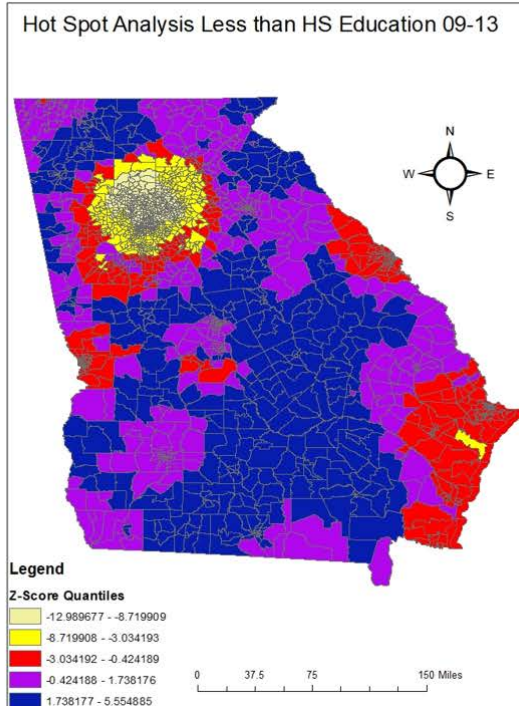 Hot Spot Analysis Less than HS Education 09-13
N
W
E
S
Legend
Z-Score Quantiles
-12.989677 - -8.719909
-8.719908 - -3.034193
-3.034192 - -0.424189
-0.424188 - 1.738176
1.738177 - 5.554885
0 37.5 75 150 Miles